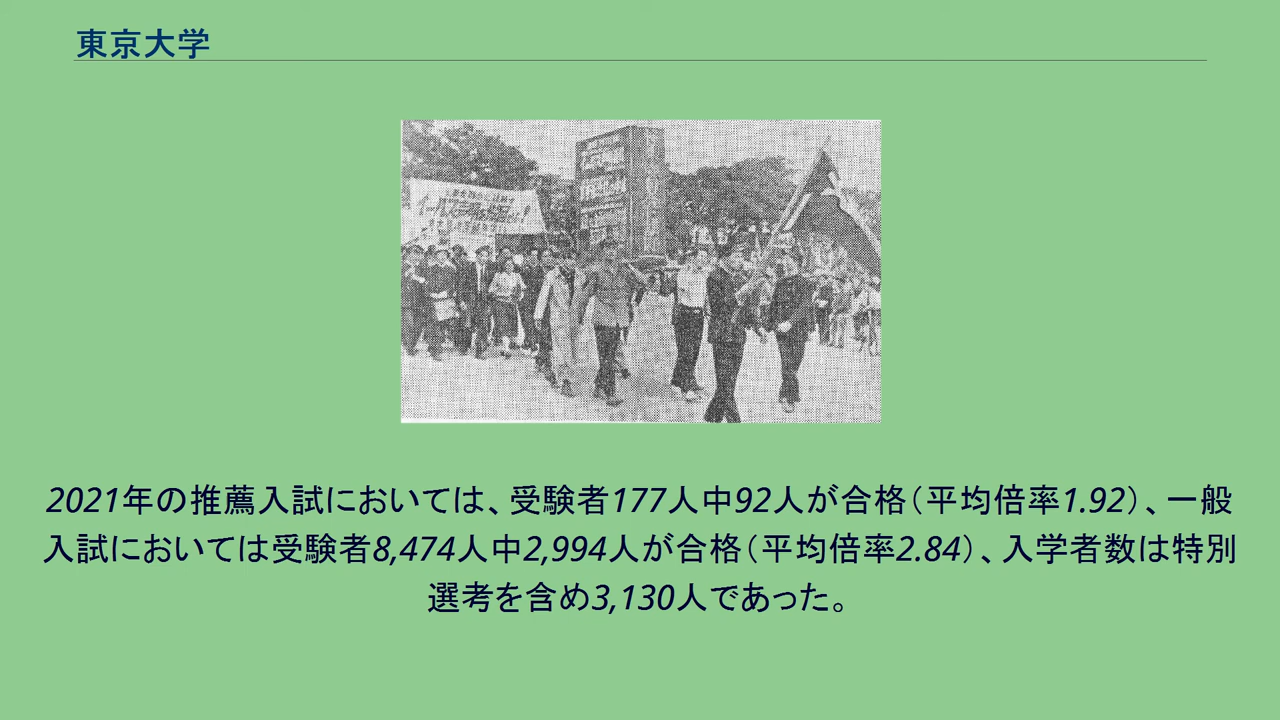 東京大学
2021年の推薦入試においては、受験者177人中92人が合格（平均倍率1.92）、一般
入試においては受験者8,474人中2,994人が合格（平均倍率2.84）、入学者数は特別
選考を含め3,130人であった。